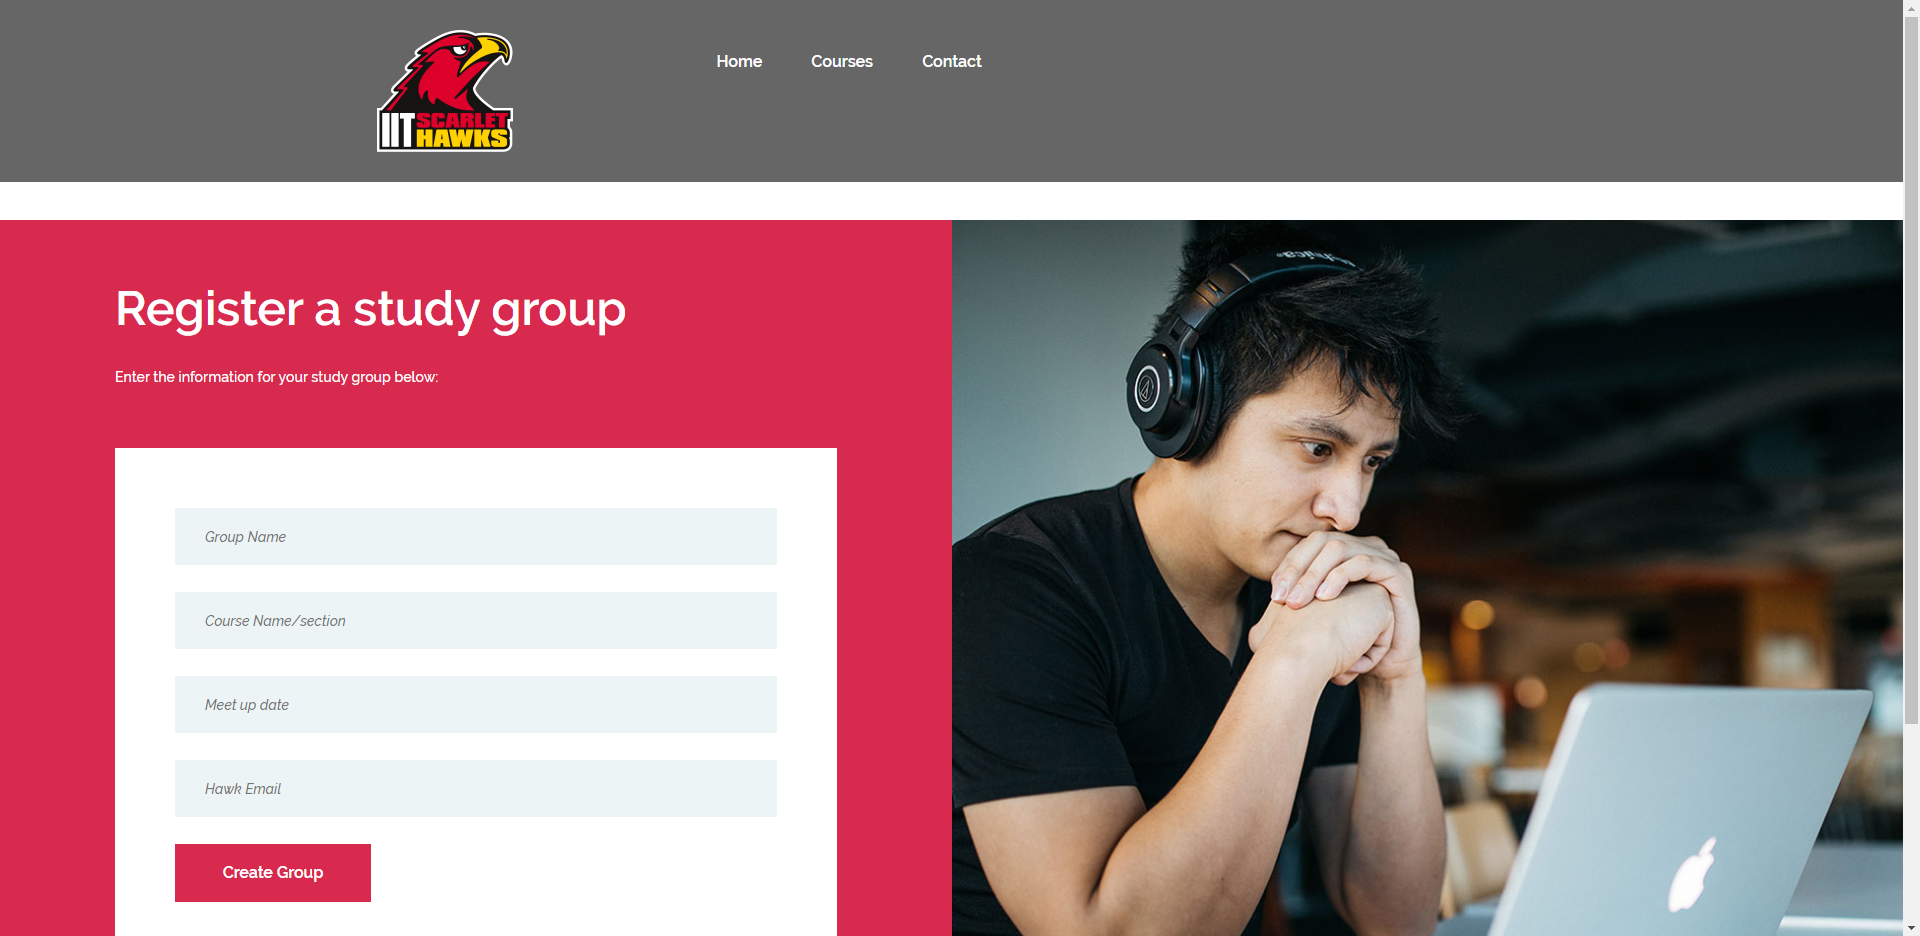 Home Courses Contact
IIT SCARLET
HAWKS
Register a study group
Enter the information for your study group below:
Group Name
Course Name/section
Meet up date
Hawk Email
Create Group